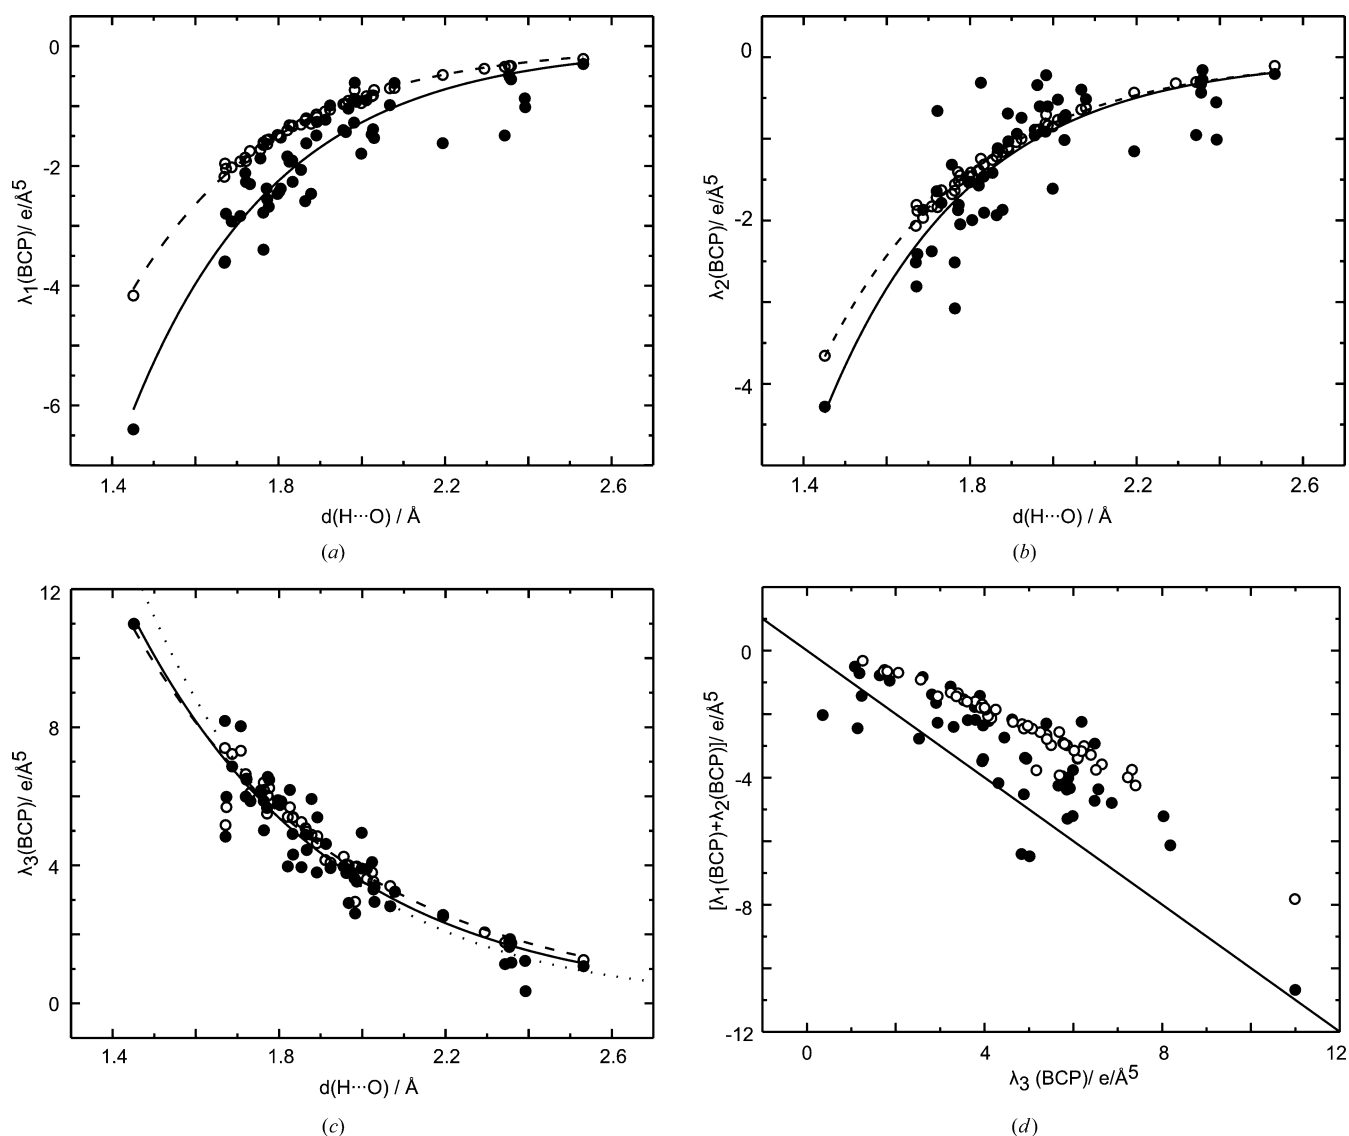 0
-2
-4
-6
λ1(BCP)/ e/Å5
1.4 1.8 2.2 2.6
d(H···O) / Å
(a)
0
-2
-4
λ2(BCP)/ e/Å5
1.4 1.8 2.2 2.6
d(H···O) / Å
(b)
12
8
4
0
λ3(BCP)/ e/Å5
1.4 1.8 2.2 2.6
d(H···O) / Å
(c)
0
-4
-8
-12
[λ1(BCP)+λ2(BCP)]/ e/Å5
0 4 8 12
λ3 (BCP)/ e/Å5
(d)